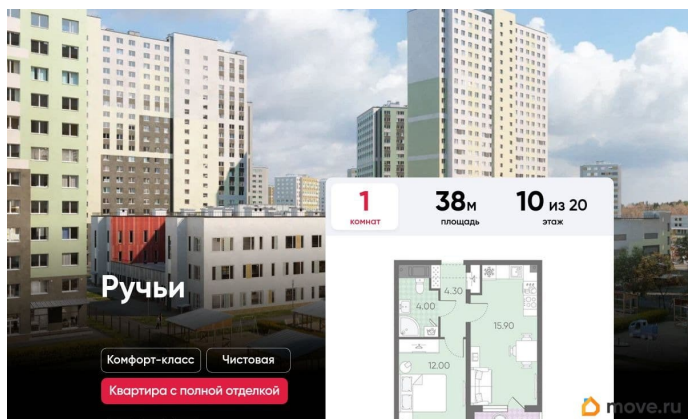 1
комнат
38м
площадь
10 из 20
этаж
Ручьи
4.30
4.00
15.90
12.00
Комфорт-класс
Чистовая
Квартира с полной отделкой
move.ru